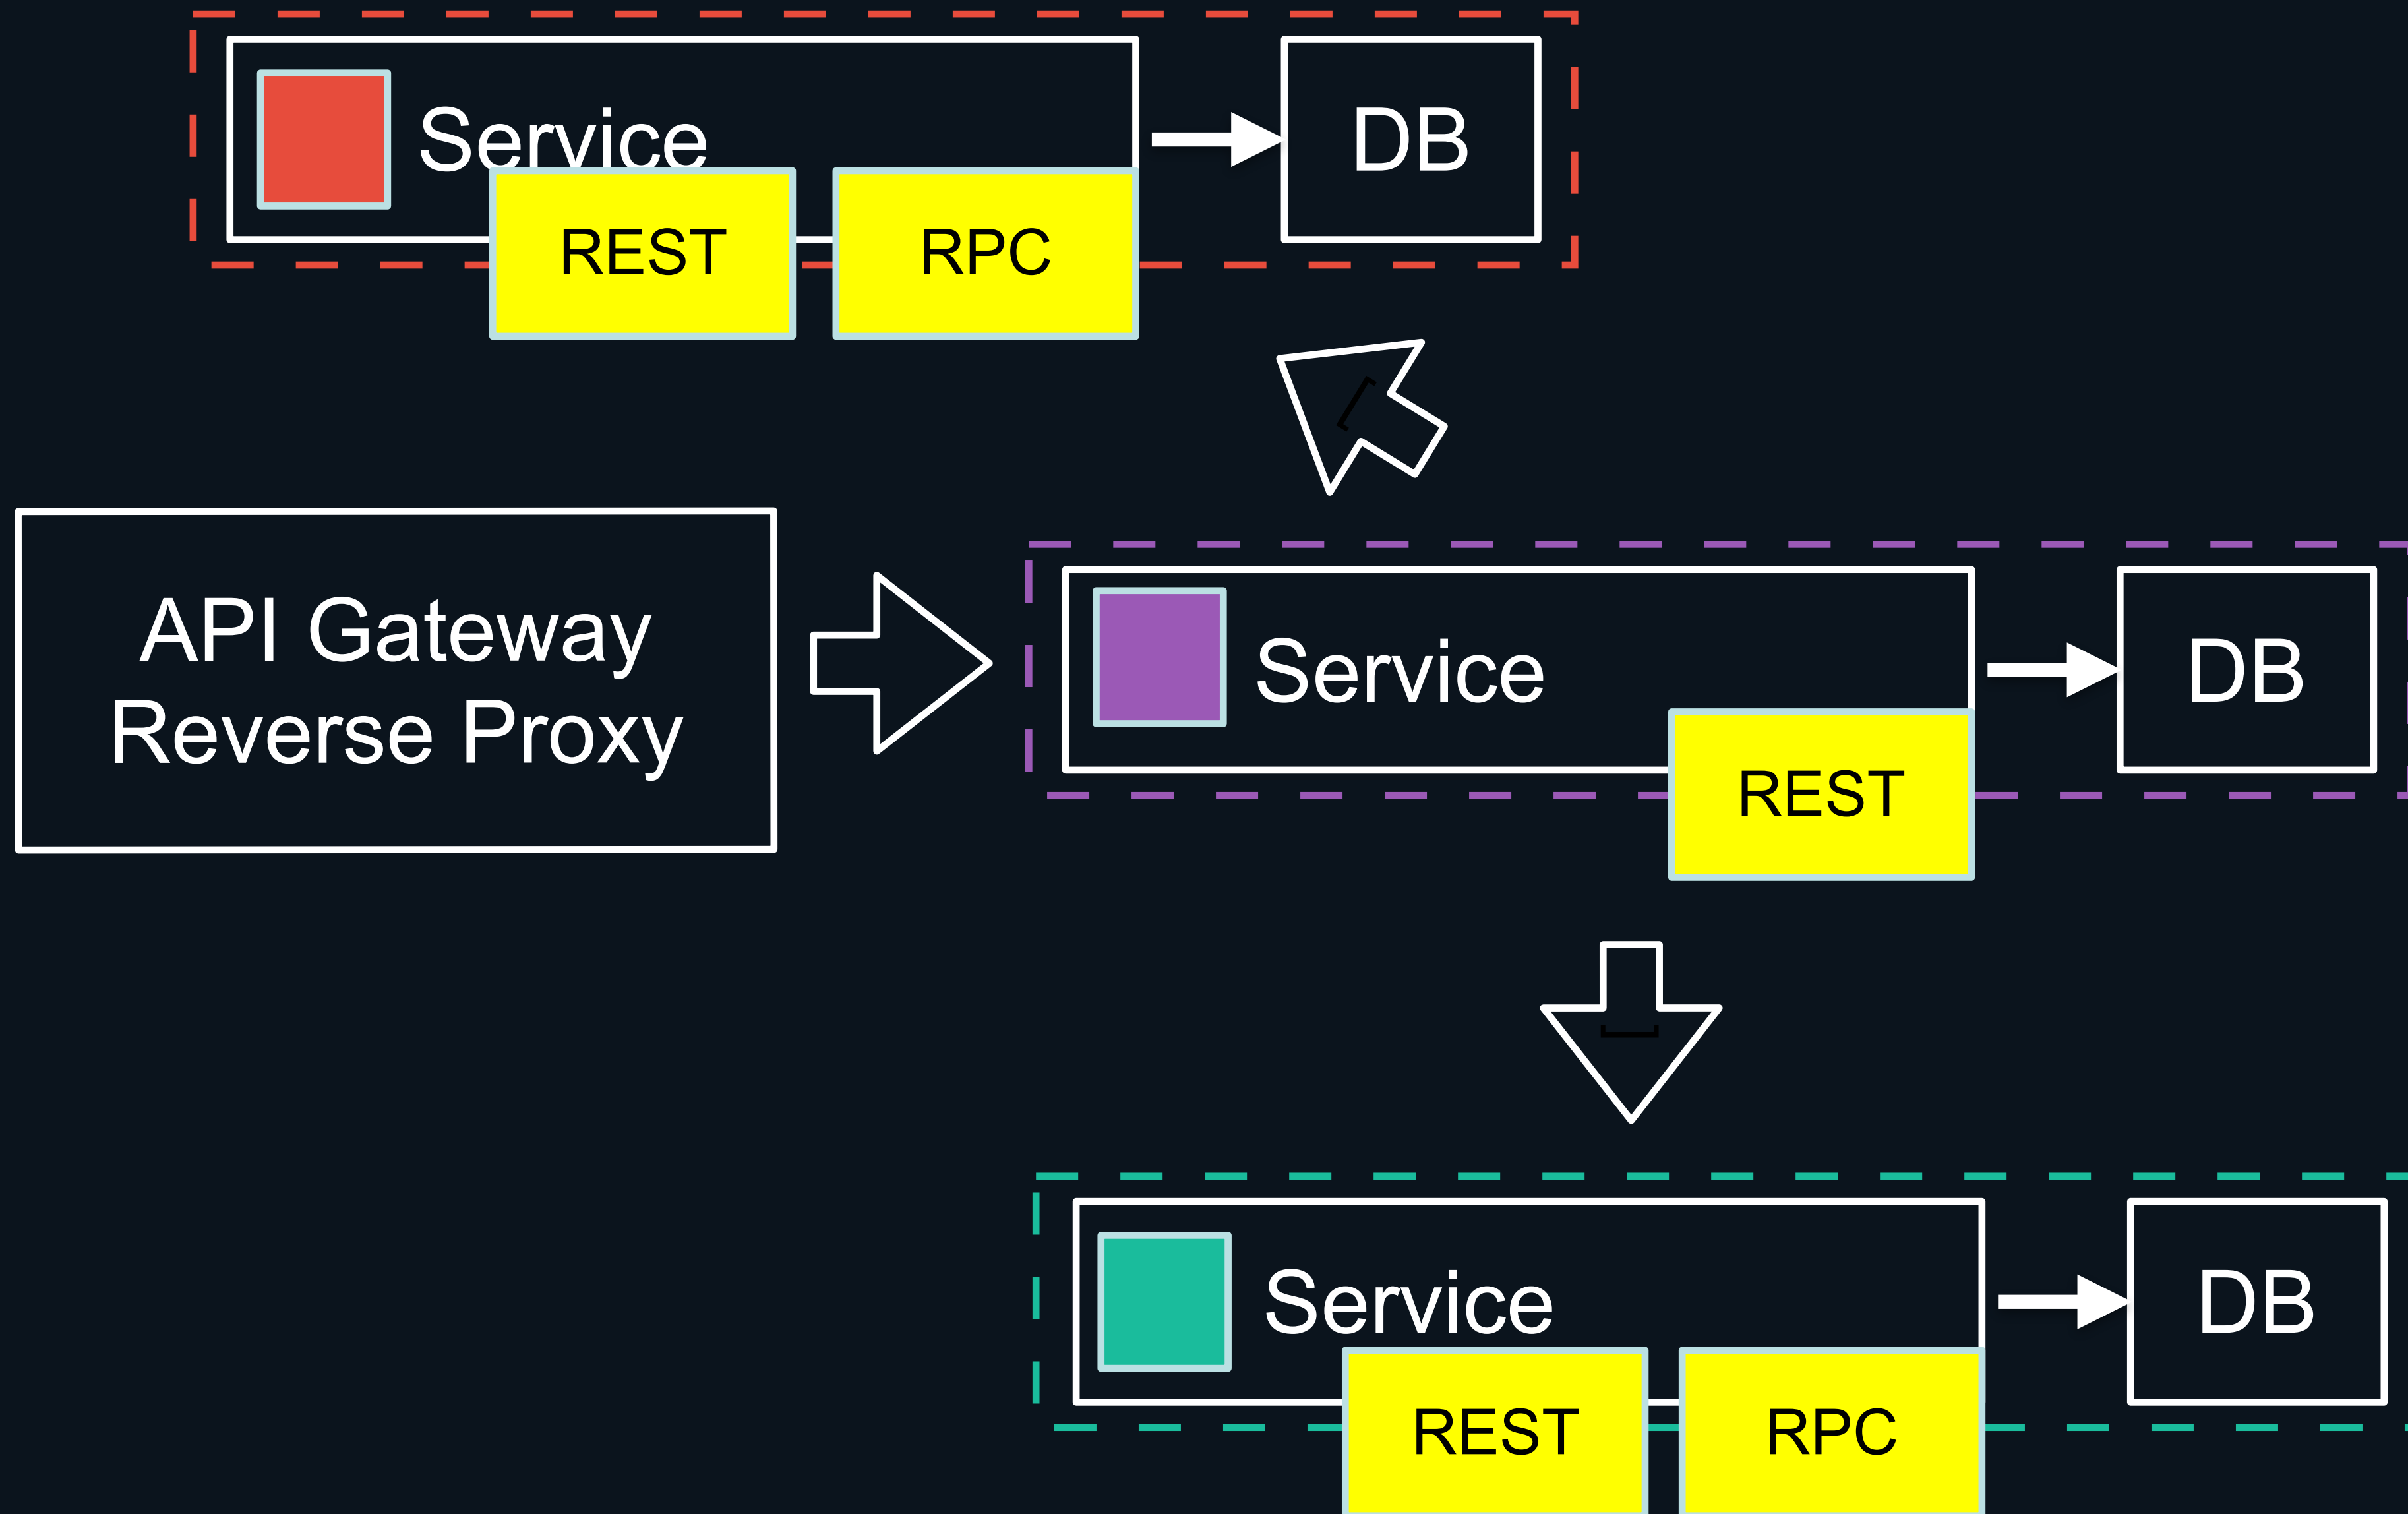 Service
DB
REST
RPC
API Gateway
Reverse Proxy
Service
DB
REST
Service
DB
REST
RPC